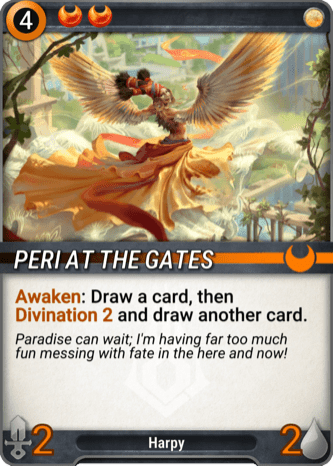 4
PERI AT THE GATES
Awaken: Draw a card, then
Divination 2 and draw another card.
Paradise can wait; I'm having far too much
fun messing with fate in the here and now!
2
Harpy
2